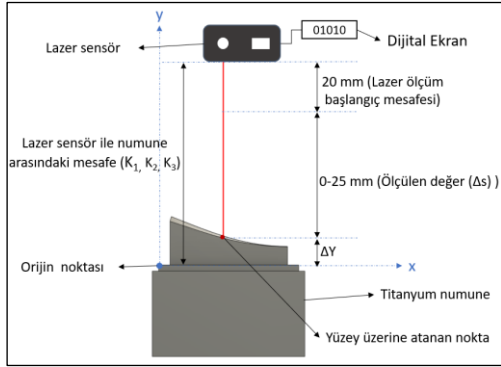 y
01010
Lazer sensör
Dijital Ekran
20 mm (Lazer ölçüm
başlangıç mesafesi)
Lazer sensör ile numune
arasındaki mesafe (K1, K2, K3)
0-25 mm (Ölçülen değer (Δs) )
ΔY
Orijin noktası
x
Titanyum numune
Yüzey üzerine atanan nokta